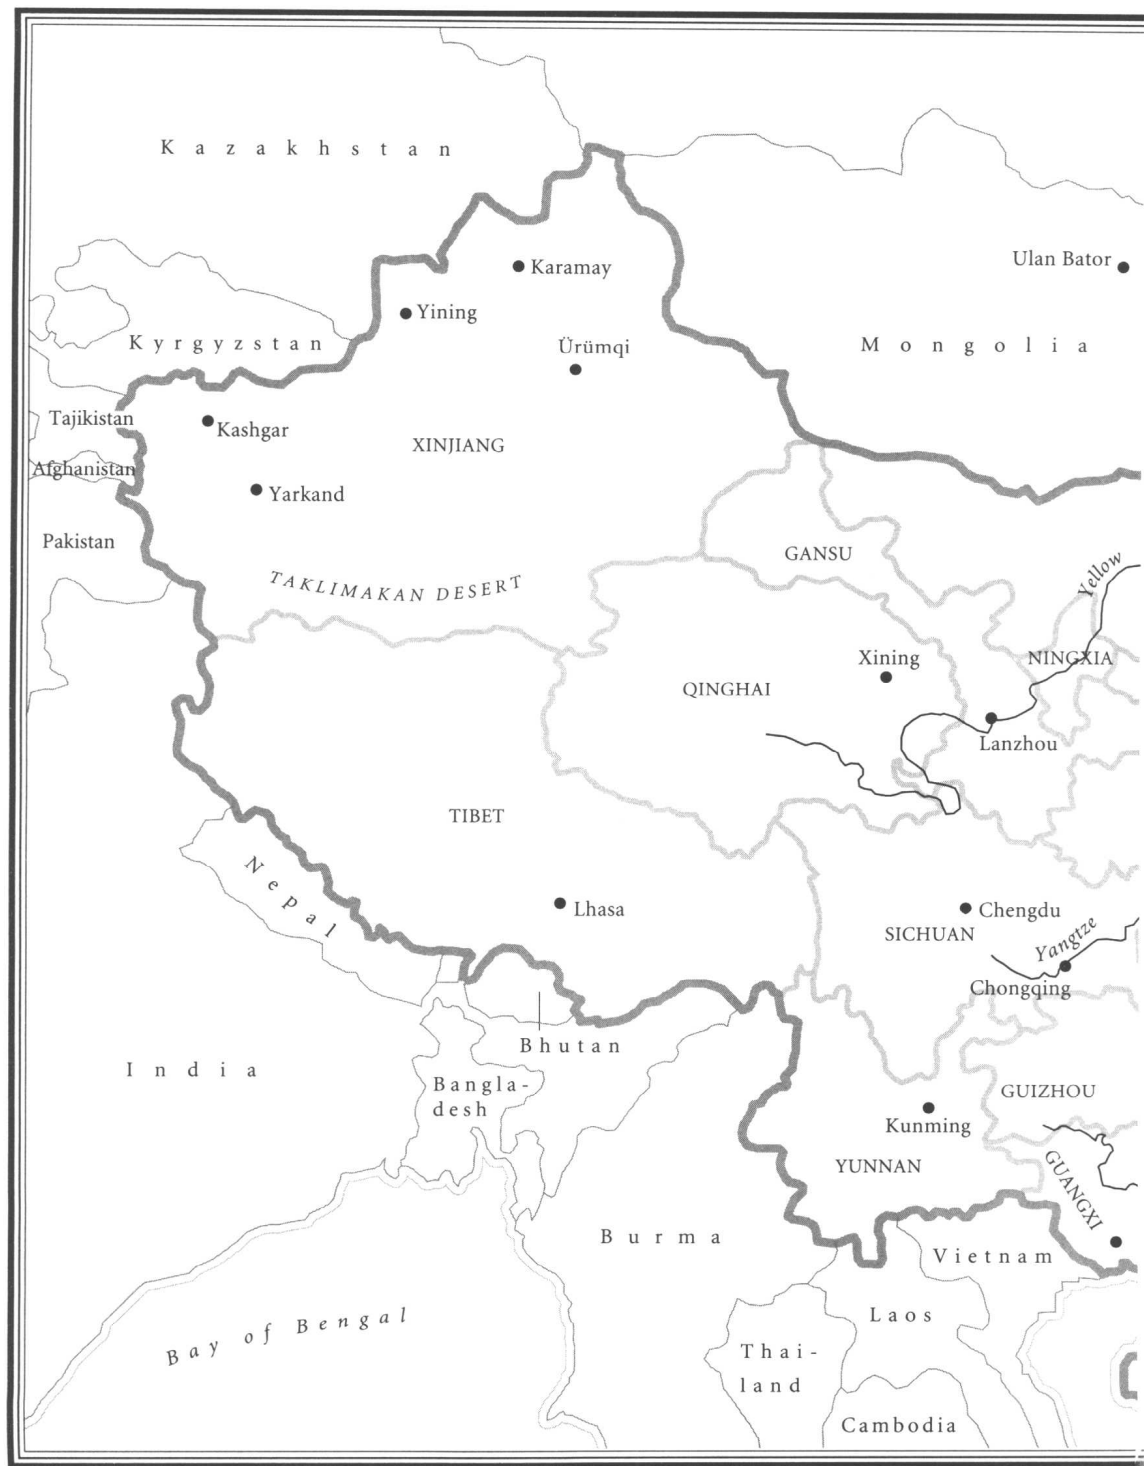 Kazakhstan
Karamay
Ulan Bator
Yining
Kyrgyzstan
Ürümqi
Mongolia
Tajikistan
Kashgar
XINJIANG
Afghanistan
Yarkand
Pakistan
GANSU
TAKLIMAKAN DESERT
Yellow
Xining
NINGXIA
QINGHAI
Lanzhou
TIBET
Nepal
Lhasa
Chengdu
SICHUAN
Yangtze
Chongqing
Bhutan
India
Bangla-
desh
GUIZHOU
Kunming
YUNNAN
GUANGXI
Burma
Vietnam
Bay of Bengal
Laos
Thai-
land
Cambodia